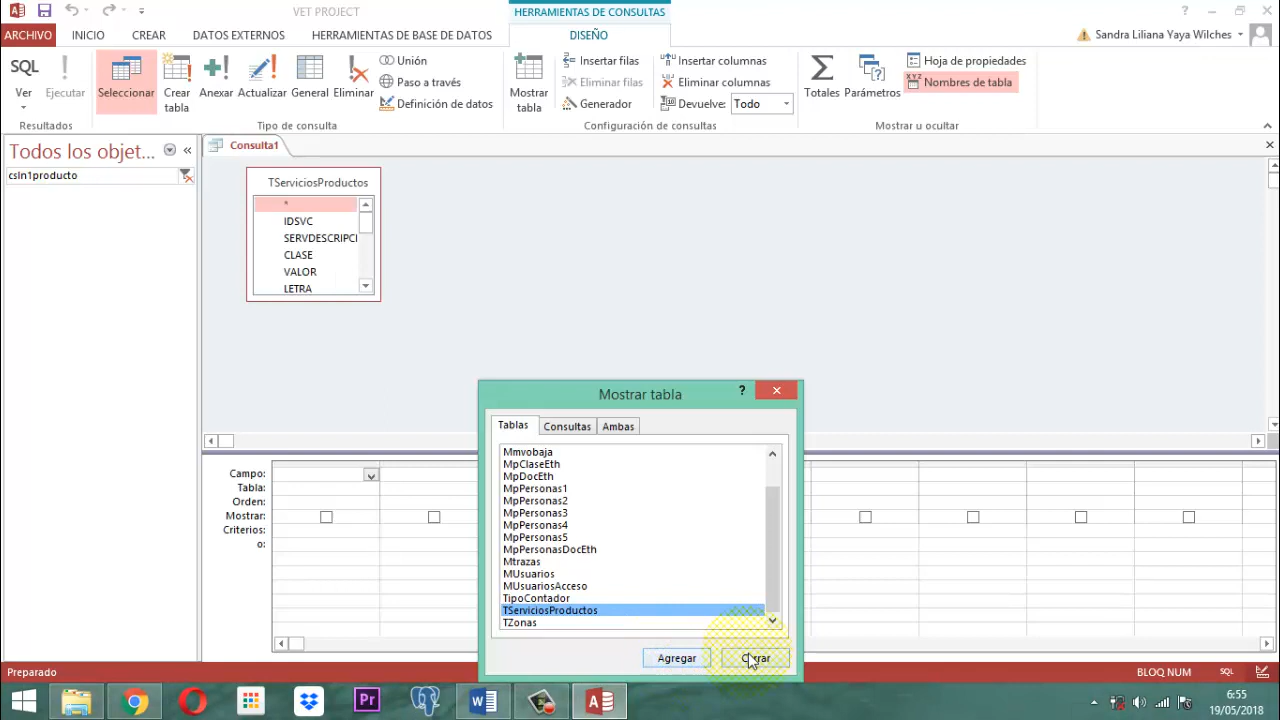 VET PROJECT
HERRAMIENTAS DE CONSULTAS
?
ARCHIVO INICIO CREAR DATOS EXTERNOS HERRAMIENTAS DE BASE DE DATOS DISEÑO
Sandra Liliana Yaya Wilches
SQL
Ver
Ejecutar
Resultados
Seleccionar
Crear tabla
Anexar
Actualizar
General
Eliminar
Unión
Paso a través
Definición de datos
Tipo de consulta
Mostrar tabla
Insertar filas
Eliminar filas
Generador
Insertar columnas
Eliminar columnas
Devuelve: Todo
Configuración de consulta
Totales
Parámetros
Hoja de propiedades
XYZ Nombres de tabla
Mostrar u ocultar
Todos los objet...
csIn1producto
Consulta1
TServiciosProductos
*
IDSVC
SERVDESCRIPCI
CLASE
VALOR
LETRA
Campo:
Tabla:
Orden:
Mostrar:
Criterios:
o:
Mostrar tabla
?
Tablas Consultas Ambas
Mmvobaja
MpClaseEth
MpDocEth
MpPersonas1
MpPersonas2
MpPersonas3
MpPersonas4
MpPersonas5
MpPersonasDocEth
Mtrazas
MUsuarios
MUsuariosAcceso
TipoContador
TServiciosProductos
TZonas
Agregar Cerrar
Preparado
BLOQ NUM
SQL
Pr
6:55
19/05/2018